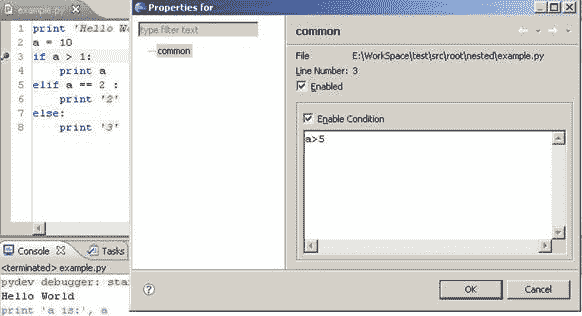 example.py
1 print 'Hello Wo
2 a = 10
3 if a > 1:
4 print a
5 elif a == 2 :
6 print '2'
7 else:
8 print '3'
Console
Tasks
<terminated> example.py
pydev debugger: sta
Hello World
print 'a is:', a
Properties for
type filter text
common
common
File E:\WorkSpace\test\src\root\nested\example.py
Line Number: 3
Enabled
Enable Condition
a>5
OK
Cancel